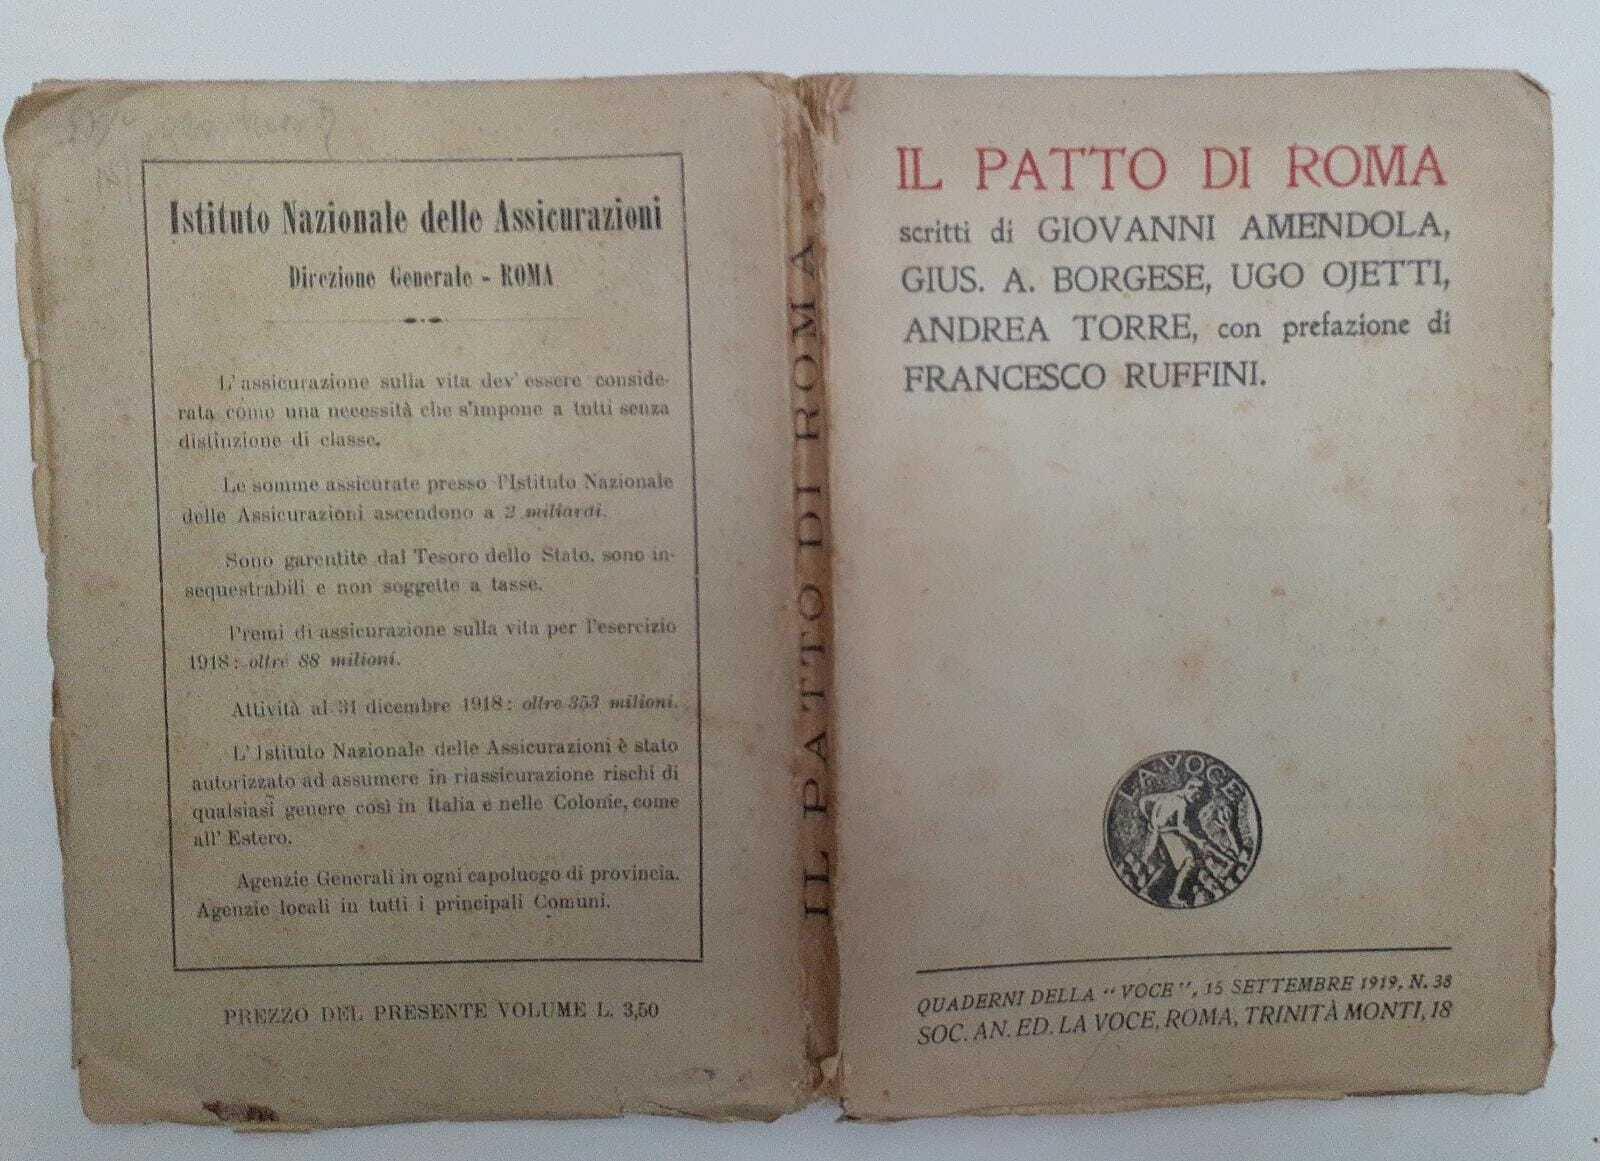 Istituto Nazionale delle Assicurazioni
Direzione Generale - ROMA
L'assicurazione sulla vita dev' essere conside-
rata come una necessità che s'impone a tutti senza
distinzione di classe.
Le somme assicurate presso l'Istituto Nazionale
delle Assicurazioni ascendono a 2 miliardi.
Sono garentite dal Tesoro dello Stato, sono in-
sequestrabili e non soggette a tasse.
Premi di assicurazione sulla vita per l'esercizio
1918: oltre 88 milioni.
Attività al 31 dicembre 1918: oltre 353 milioni.
L'Istituto Nazionale delle Assicurazioni è stato
autorizzato ad assumere in riassicurazione rischi di
qualsiasi genere così in Italia e nelle Colonie, come
all' Estero.
Agenzie Generali in ogni capoluogo di provincia.
Agenzie locali in tutti i principali Comuni.
PREZZO DEL PRESENTE VOLUME L. 3,50
IL PATTO DI ROMA
IL PATTO DI ROMA
scritti di GIOVANNI AMENDOLA,
GIUS. A. BORGESE, UGO OJETTI,
ANDREA TORRE, con prefazione di
FRANCESCO RUFFINI.
LA VOCE
QUADERNI DELLA "VOCE", 15 SETTEMBRE 1919, N. 38
SOC. AN. ED. LA VOCE, ROMA, TRINITÀ MONTI, 18